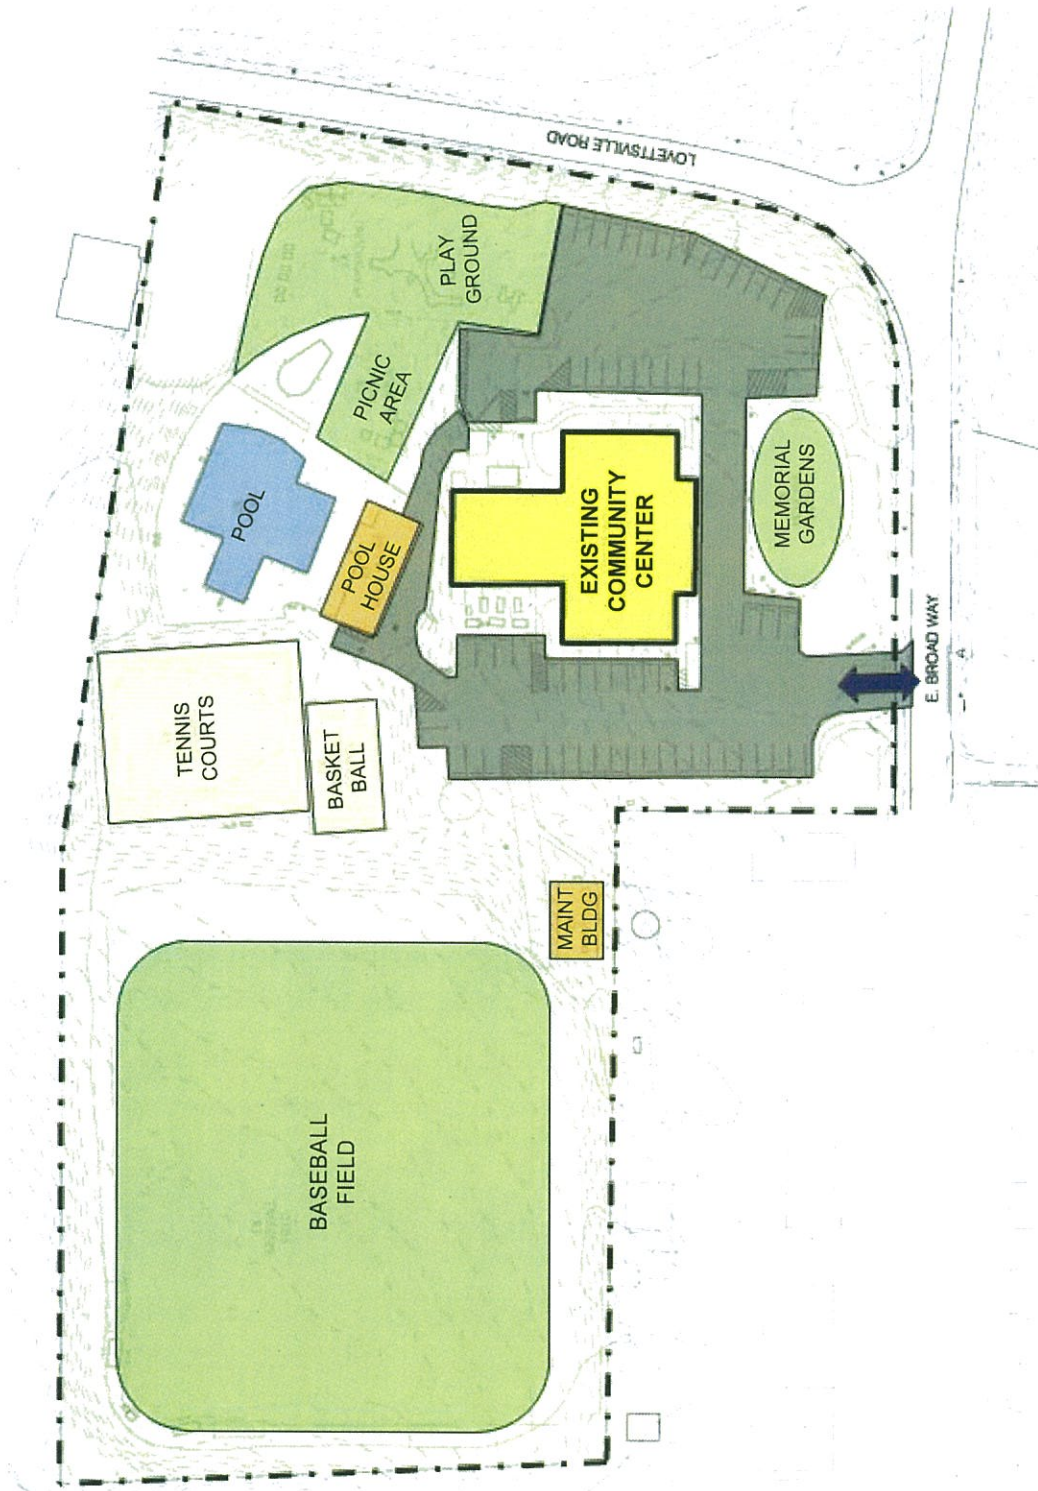 LOVETTSVILLE ROAD
PLAY
GROUND
PICNIC
AREA
POOL
POOL
HOUSE
EXISTING
COMMUNITY
CENTER
MEMORIAL
GARDENS
E. BROAD WAY
TENNIS
COURTS
BASKET
BALL
MAINT
BLDG
BASEBALL
FIELD